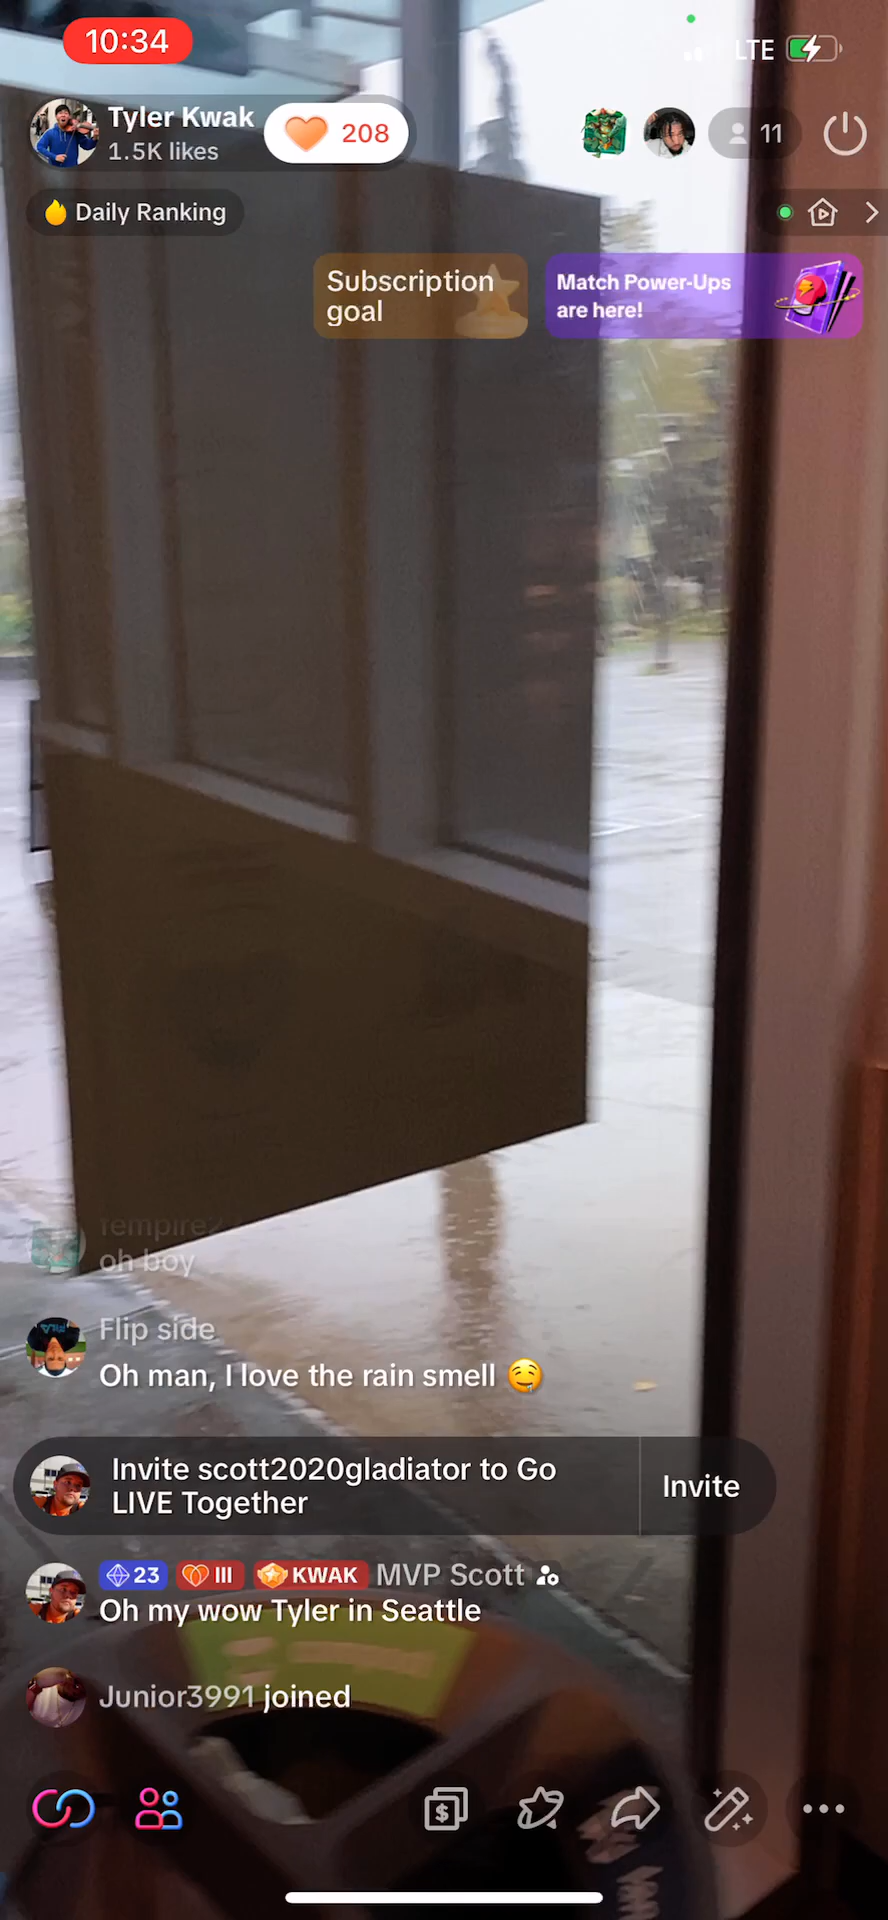 10:34
LTE
Tyler Kwak
1.5K likes
208
11
Daily Ranking
Subscription
goal
Match Power-Ups
are here!
oh boy
Flip side
Oh man, I love the rain smell 🤤
Invite scott2020gladiator to Go
LIVE Together
Invite
23 III KWAK MVP Scott
Oh my wow Tyler in Seattle
Junior3991 joined